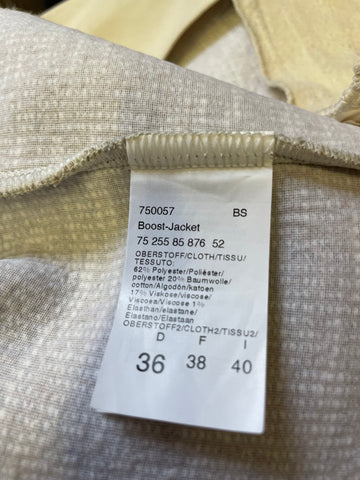 750057 BS
Boost-Jacket
75 255 85 876 52
OBERSTOFF/CLOTH/TISSU/
TESSUTO:
62% Polyester/Poliéster/
polyester 20% Baumwolle/
cotton/Algodón/katoen
17% Viskose/viscose/
Viscosa/Viscose 1%
Elasthan/elastane/
Elastano/Elastaan
OBERSTOFF2/CLOTH2/TISSU2/
D F I
36 38 40